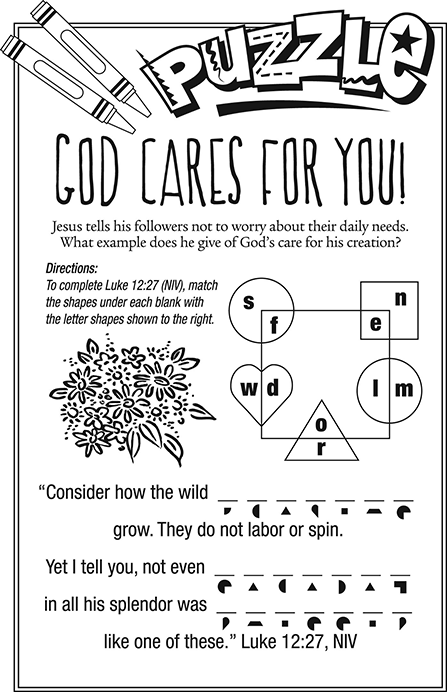 PUZZLE
GOD CARES FOR YOU!
Jesus tells his followers not to worry about their daily needs.
What example does he give of God's care for his creation?
Directions:
To complete Luke 12:27 (NIV), match
the shapes under each blank with
the letter shapes shown to the right.
s
n
f
e
w d
l m
o
r
“Consider how the wild
grow. They do not labor or spin.
Yet I tell you, not even
in all his splendor was
like one of these.” Luke 12:27, NIV